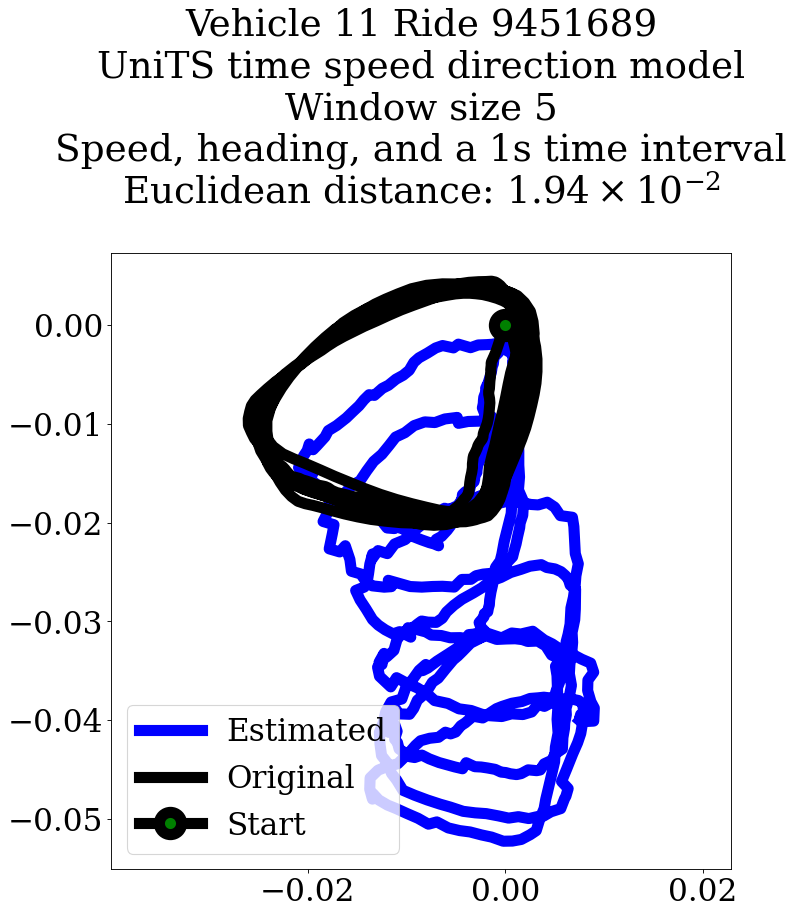 Vehicle 11 Ride 9451689
UniTS time speed direction model
Window size 5
Speed, heading, and a 1s time interval
Euclidean distance: 1.94 × 10⁻²
0.00
−0.01
−0.02
−0.03
−0.04
−0.05
Estimated
Original
Start
−0.02 0.00 0.02